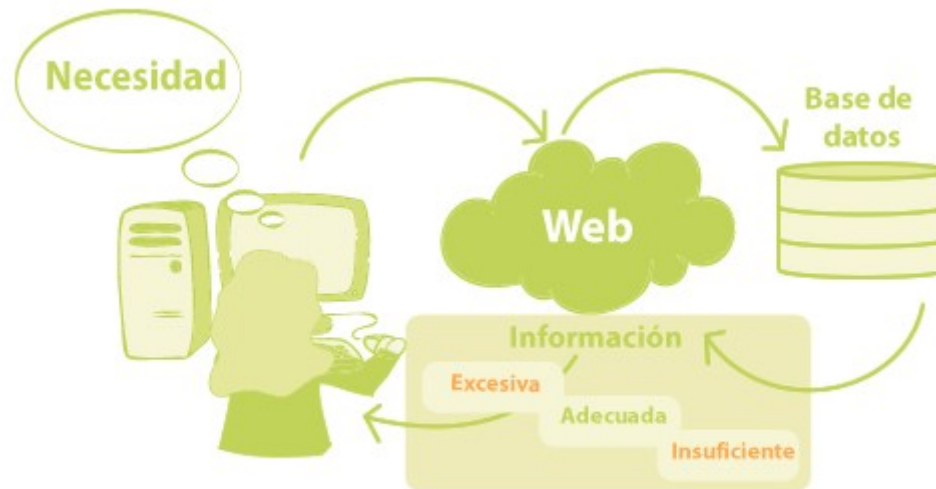 Necesidad
Base de
datos
Web
Información
Excesiva
Adecuada
Insuficiente